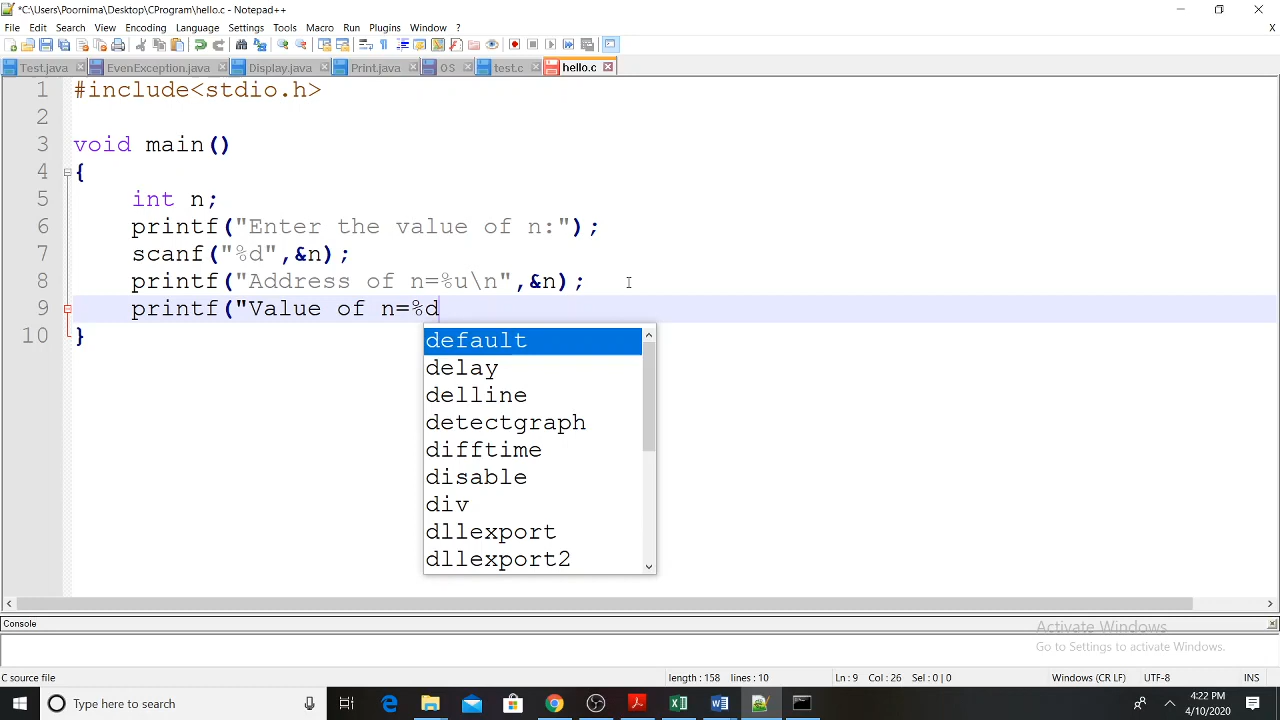 *C:\Users\Poornima\Desktop\CProgram\hello.c - Notepad++
File Edit Search View Encoding Language Settings Tools Macro Run Plugins Window ? X
Test.java EvenException.java Display.java Print.java OS test.c hello.c
1 #include<stdio.h>
2
3 void main()
4 {
5 int n;
6 printf("Enter the value of n:");
7 scanf("%d",&n);
8 printf("Address of n=%u\n",&n);
9 printf("Value of n=%d
10 }
default
delay
delline
detectgraph
difftime
disable
div
dllexport
dllexport2
Console
Activate Windows
Go to Settings to activate Windows.
C source file length : 158 lines : 10 Ln : 9 Col : 26 Sel : 0 | 0 Windows (CR LF) UTF-8 INS
Type here to search
4:22 PM
4/10/2020